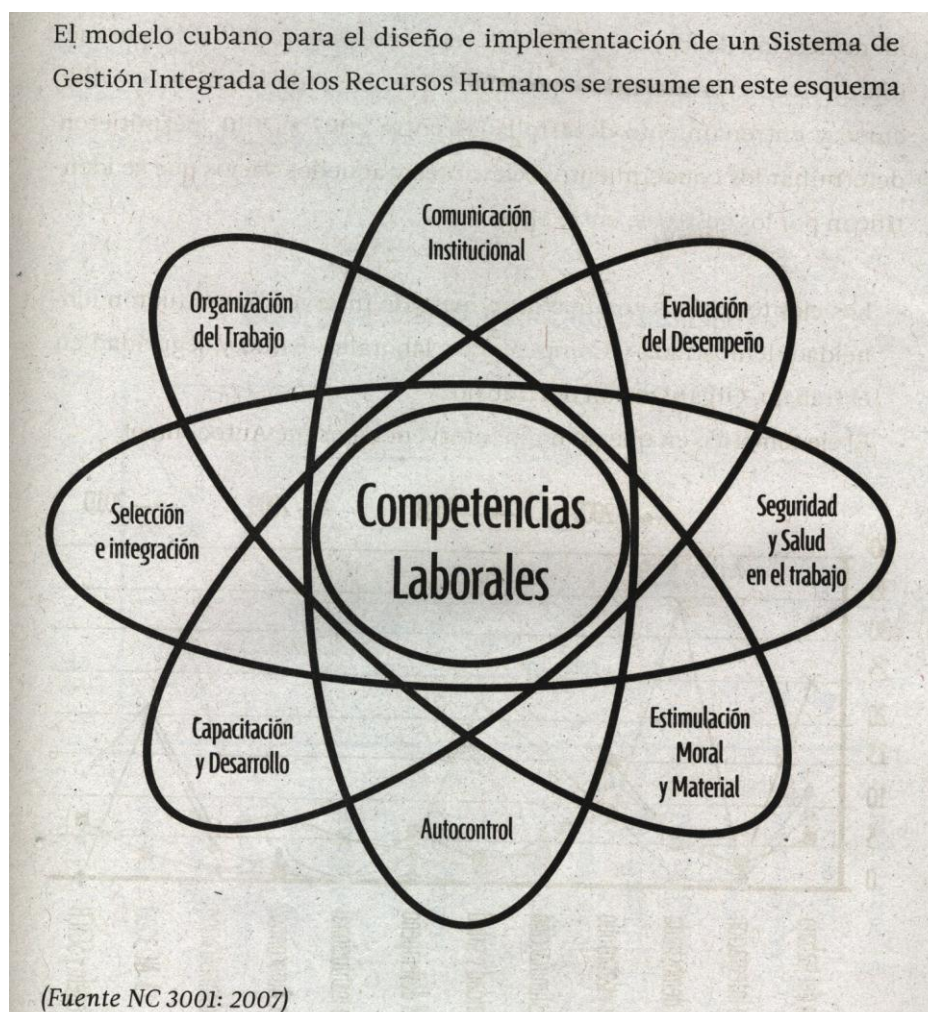 El modelo cubano para el diseño e implementación de un Sistema de
Gestión Integrada de los Recursos Humanos se resume en este esquema
Comunicación
Institucional
Organización
del Trabajo
Evaluación
del Desempeño
Selección
e integración
Competencias
Laborales
Seguridad
y Salud
en el trabajo
Capacitación
y Desarrollo
Estimulación
Moral
y Material
Autocontrol
(Fuente NC 3001: 2007)